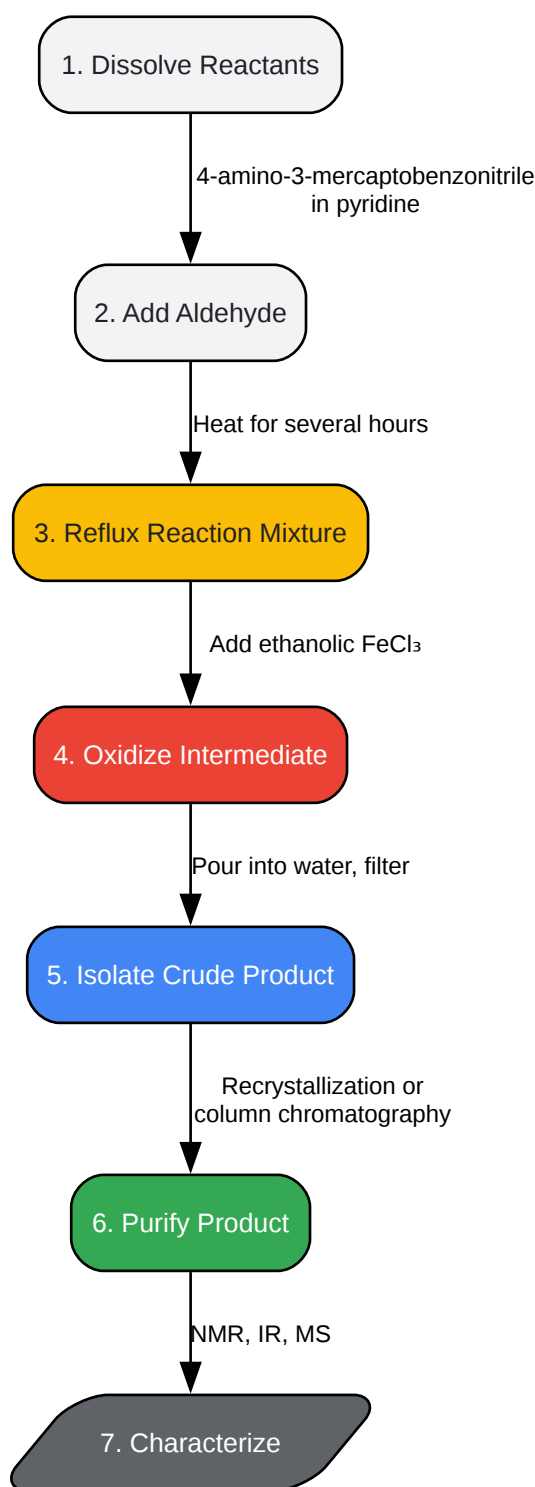 1. Dissolve Reactants
4-amino-3-mercaptobenzonitrile
in pyridine
2. Add Aldehyde
Heat for several hours
3. Reflux Reaction Mixture
Add ethanolic FeCl₃
4. Oxidize Intermediate
Pour into water, filter
5. Isolate Crude Product
Recrystallization or
column chromatography
6. Purify Product
NMR, IR, MS
7. Characterize